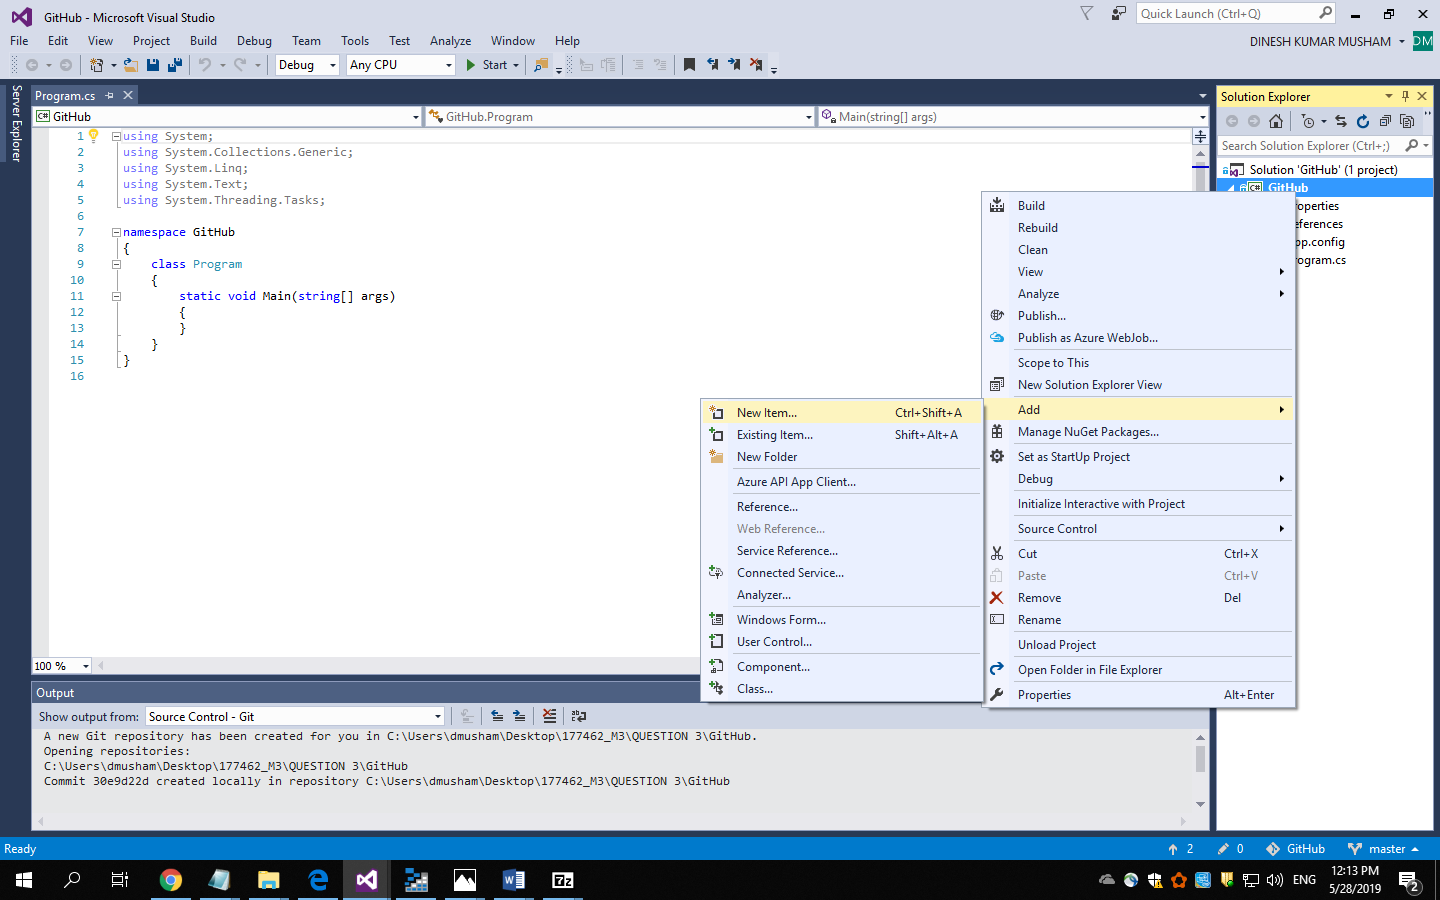 GitHub - Microsoft Visual Studio
Quick Launch (Ctrl+Q)
File Edit View Project Build Debug Team Tools Test Analyze Window Help
DINESH KUMAR MUSHAM DM
Debug Any CPU Start
Server Explorer
Program.cs
GitHub GitHub.Program Main(string[] args)
1 using System;
2 using System.Collections.Generic;
3 using System.Linq;
4 using System.Text;
5 using System.Threading.Tasks;
6
7 namespace GitHub
8 {
9 class Program
10 {
11 static void Main(string[] args)
12 {
13 }
14 }
15 }
16
100 %
Solution Explorer
Search Solution Explorer (Ctrl+;)
Solution 'GitHub' (1 project)
C# GitHub
operties
eferences
pp.config
rogram.cs
Build
Rebuild
Clean
View
Analyze
Publish...
Publish as Azure WebJob...
Scope to This
New Solution Explorer View
Add
Manage NuGet Packages...
Set as StartUp Project
Debug
Initialize Interactive with Project
Source Control
Cut Ctrl+X
Paste Ctrl+V
Remove Del
Rename
Unload Project
Open Folder in File Explorer
Properties Alt+Enter
New Item... Ctrl+Shift+A
Existing Item... Shift+Alt+A
New Folder
Azure API App Client...
Reference...
Web Reference...
Service Reference...
Connected Service...
Analyzer...
Windows Form...
User Control...
Component...
Class...
Output
Show output from: Source Control - Git
A new Git repository has been created for you in C:\Users\dmusham\Desktop\177462_M3\QUESTION 3\GitHub.
Opening repositories:
C:\Users\dmusham\Desktop\177462_M3\QUESTION 3\GitHub
Commit 30e9d22d created locally in repository C:\Users\dmusham\Desktop\177462_M3\QUESTION 3\GitHub
Ready 2 0 GitHub master
7z
ENG
12:13 PM
5/28/2019
2